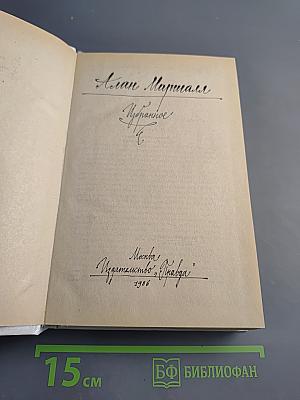 Алан Маршалл
Избранное
Москва
Издательство „Правда"
1986
15 см
БФ БИБЛИОФАН